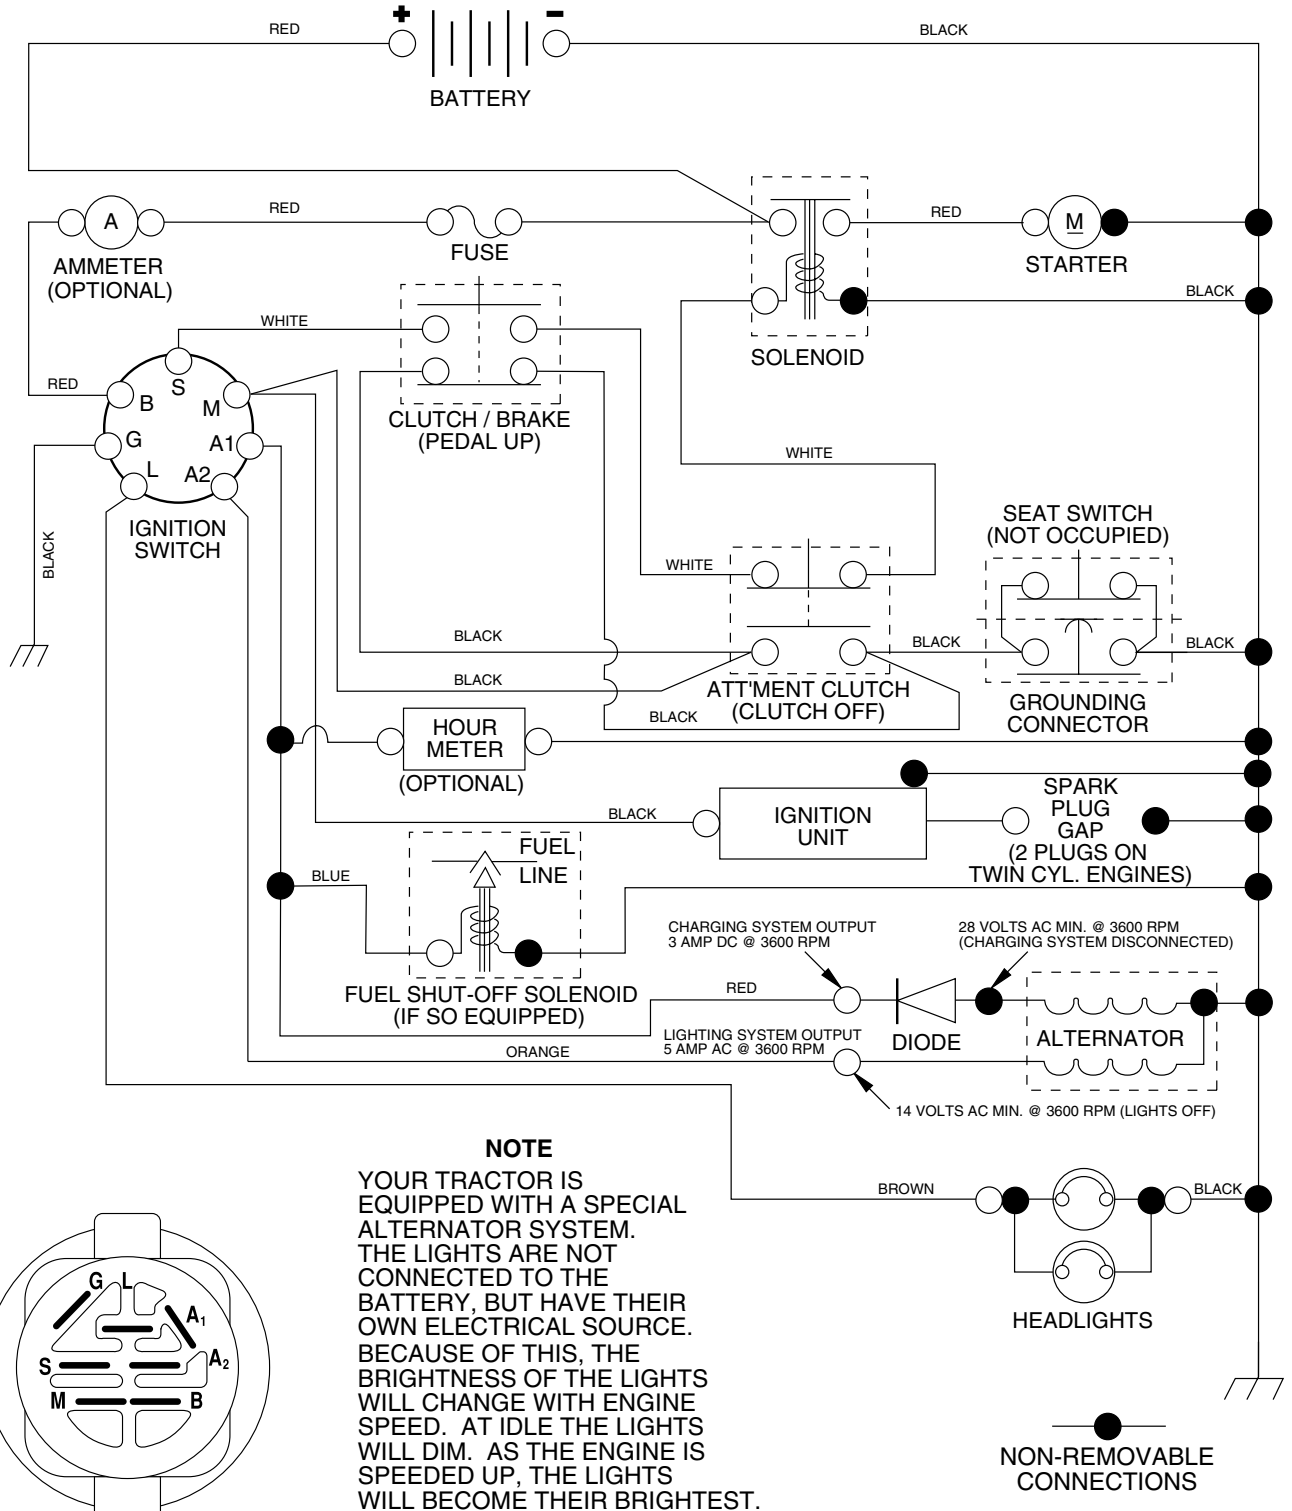 + −
RED
BLACK
BATTERY
A
RED
FUSE
RED
M
STARTER
AMMETER
(OPTIONAL)
BLACK
WHITE
SOLENOID
RED
S
B
M
G
A1
L
A2
CLUTCH / BRAKE
(PEDAL UP)
WHITE
IGNITION
SWITCH
BLACK
SEAT SWITCH
(NOT OCCUPIED)
WHITE
BLACK
BLACK
BLACK
BLACK
ATT'MENT CLUTCH
(CLUTCH OFF)
BLACK
GROUNDING
CONNECTOR
HOUR
METER
(OPTIONAL)
BLACK
IGNITION
UNIT
SPARK
PLUG
GAP
(2 PLUGS ON
TWIN CYL. ENGINES)
FUEL
LINE
BLUE
FUEL SHUT-OFF SOLENOID
(IF SO EQUIPPED)
CHARGING SYSTEM OUTPUT
3 AMP DC @ 3600 RPM
28 VOLTS AC MIN. @ 3600 RPM
(CHARGING SYSTEM DISCONNECTED)
RED
DIODE
ALTERNATOR
LIGHTING SYSTEM OUTPUT
5 AMP AC @ 3600 RPM
ORANGE
14 VOLTS AC MIN. @ 3600 RPM (LIGHTS OFF)
BROWN
BLACK
HEADLIGHTS
NOTE
YOUR TRACTOR IS
EQUIPPED WITH A SPECIAL
ALTERNATOR SYSTEM.
THE LIGHTS ARE NOT
CONNECTED TO THE
BATTERY, BUT HAVE THEIR
OWN ELECTRICAL SOURCE.
BECAUSE OF THIS, THE
BRIGHTNESS OF THE LIGHTS
WILL CHANGE WITH ENGINE
SPEED. AT IDLE THE LIGHTS
WILL DIM. AS THE ENGINE IS
SPEEDED UP, THE LIGHTS
WILL BECOME THEIR BRIGHTEST.
G L
A1
S
A2
M
B
NON-REMOVABLE
CONNECTIONS